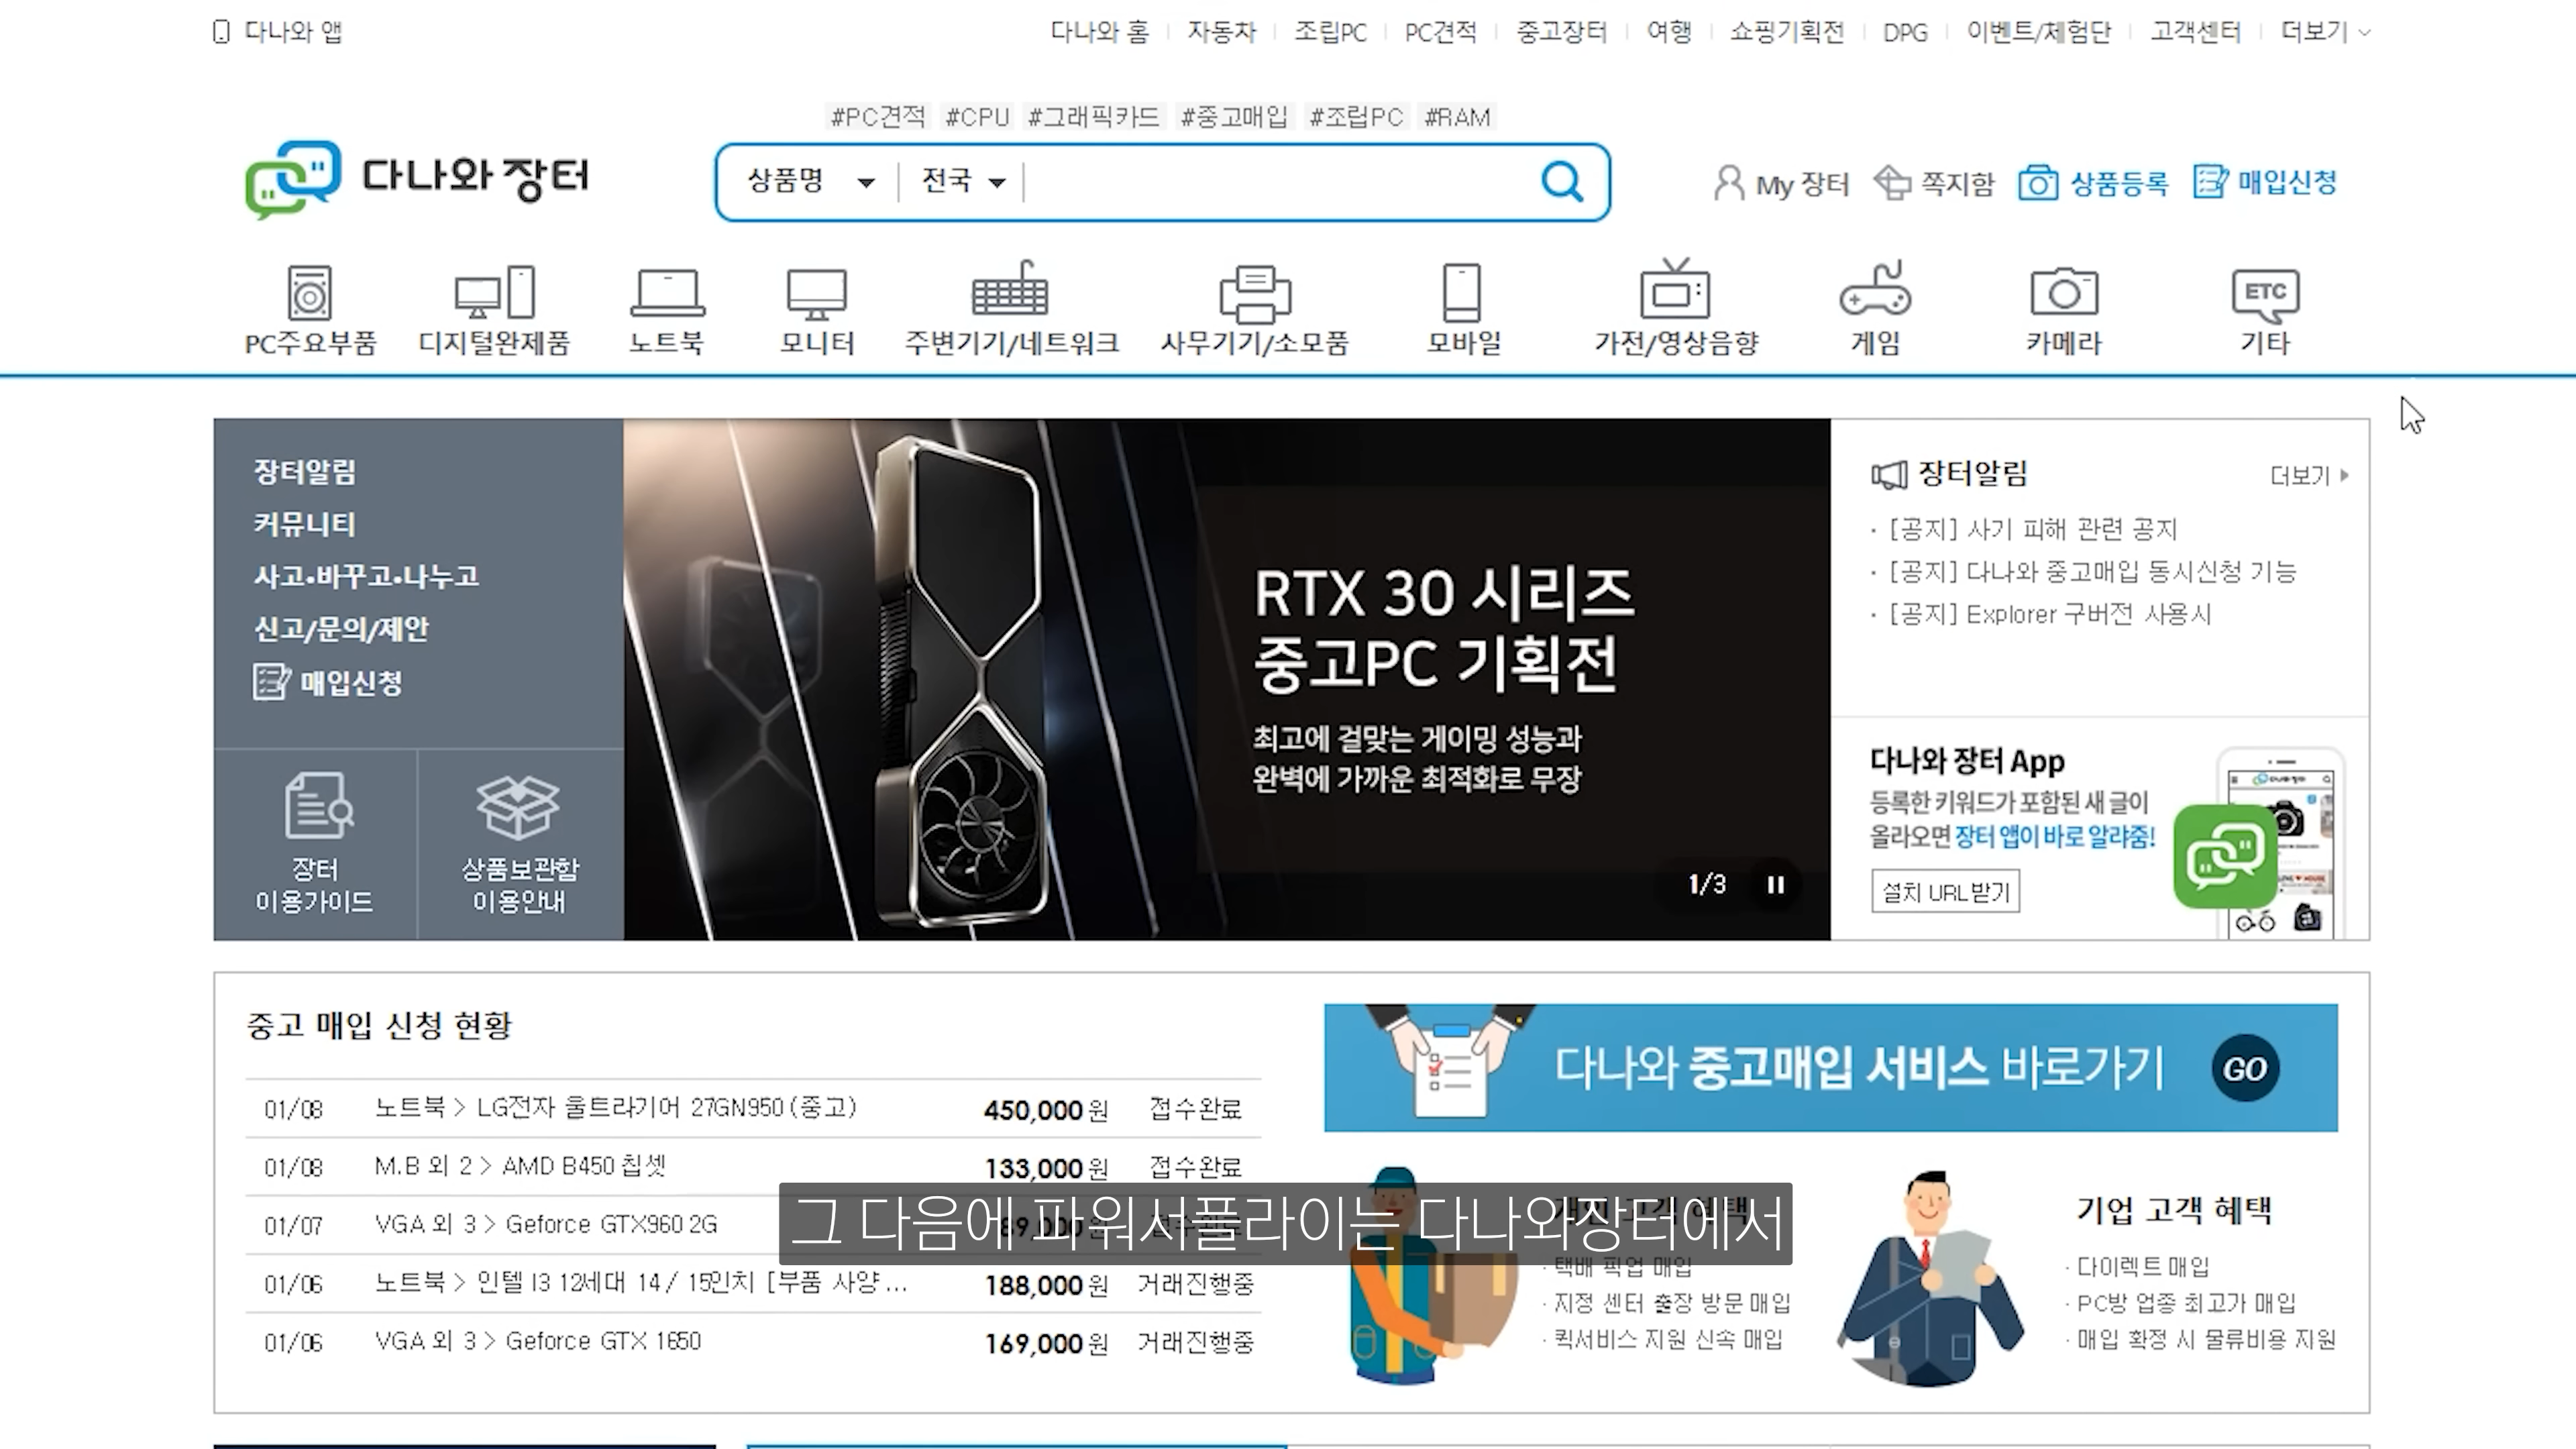 다나와 앱
다나와 홈
자동차
조립PC
PC견적
중고장터
여행
쇼핑기획전
DPG
이벤트/체험단
고객센터
더보기
#PC견적 #CPU #그래픽카드 #중고매입 #조립PC #RAM
다나와 장터
상품명
전국
My 장터
쪽지함
상품등록
매입신청
PC주요부품
디지털완제품
노트북
모니터
주변기기/네트워크
사무기기/소모품
모바일
가전/영상음향
게임
카메라
ETC
기타
장터알림
커뮤니티
사고•바꾸고•나누고
신고/문의/제안
매입신청
장터
이용가이드
상품보관함
이용안내
RTX 30 시리즈
중고PC 기획전
최고에 걸맞는 게이밍 성능과
완벽에 가까운 최적화로 무장
1/3
장터알림
더보기
· [공지] 사기 피해 관련 공지
· [공지] 다나와 중고매입 동시신청 기능
· [공지] Explorer 구버전 사용시
다나와 장터 App
등록한 키워드가 포함된 새 글이
올라오면 장터 앱이 바로 알랴줌!
설치 URL받기
중고 매입 신청 현황
01/08 노트북 > LG전자 울트라기어 27GN950 (중고) 450,000 원 접수완료
01/08 M.B 외 2 > AMD B450 칩셋 133,000 원 접수완료
01/07 VGA 외 3 > Geforce GTX960 2G 89,000 원 접수완료
01/06 노트북 > 인텔 I3 12세대 14 / 15인치 [부품 사양 ... 188,000 원 거래진행중
01/06 VGA 외 3 > Geforce GTX 1650 169,000 원 거래진행중
다나와 중고매입 서비스 바로가기 GO
개인 고객 혜택
· 택배 픽업 매입
· 지정 센터 출장 방문 매입
· 퀵서비스 지원 신속 매입
기업 고객 혜택
· 다이렉트 매입
· PC방 업종 최고가 매입
· 매입 확정 시 물류비용 지원
그 다음에 파워서플라이는 다나와장터에서